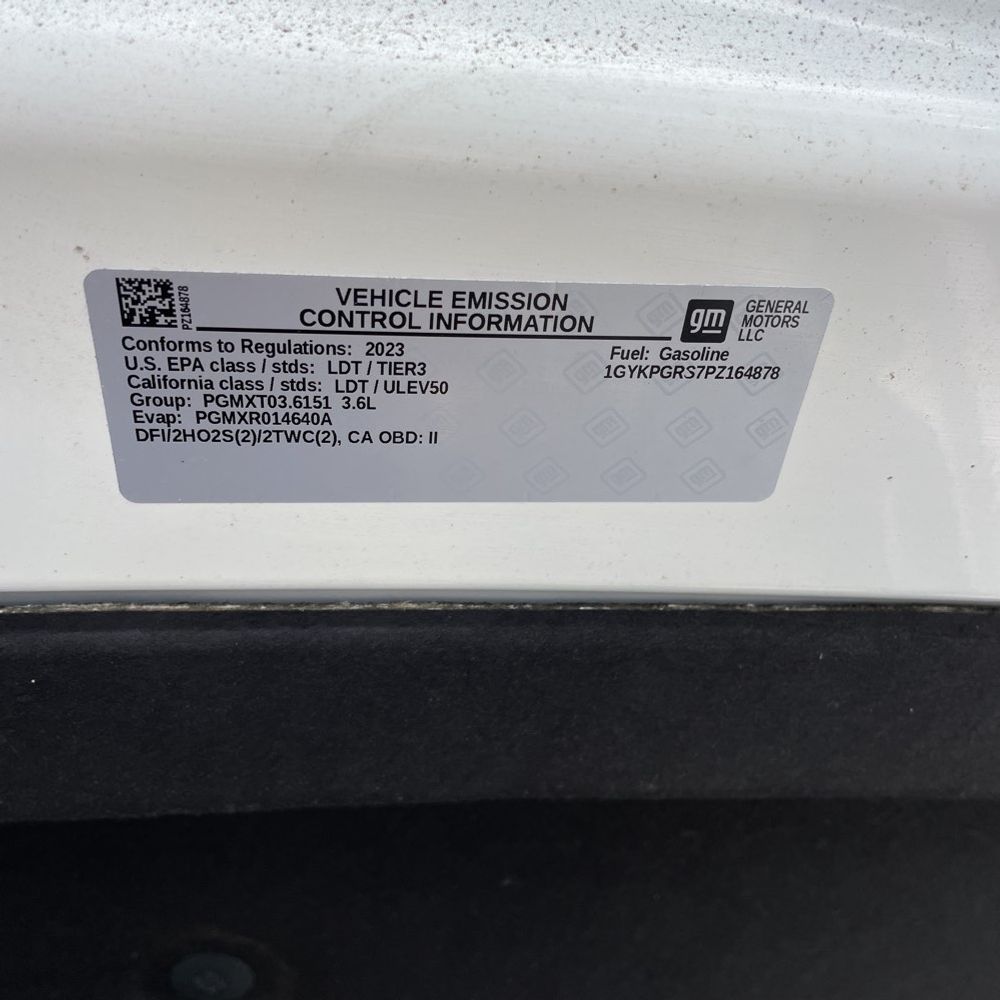 PZ164878
VEHICLE EMISSION
CONTROL INFORMATION
gm
GENERAL
MOTORS
LLC
Conforms to Regulations: 2023
U.S. EPA class / stds: LDT / TIER3
California class / stds: LDT / ULEV50
Group: PGMXT03.6151 3.6L
Evap: PGMXR014640A
DFI/2HO2S(2)/2TWC(2), CA OBD: II
Fuel: Gasoline
1GYKPGRS7PZ164878